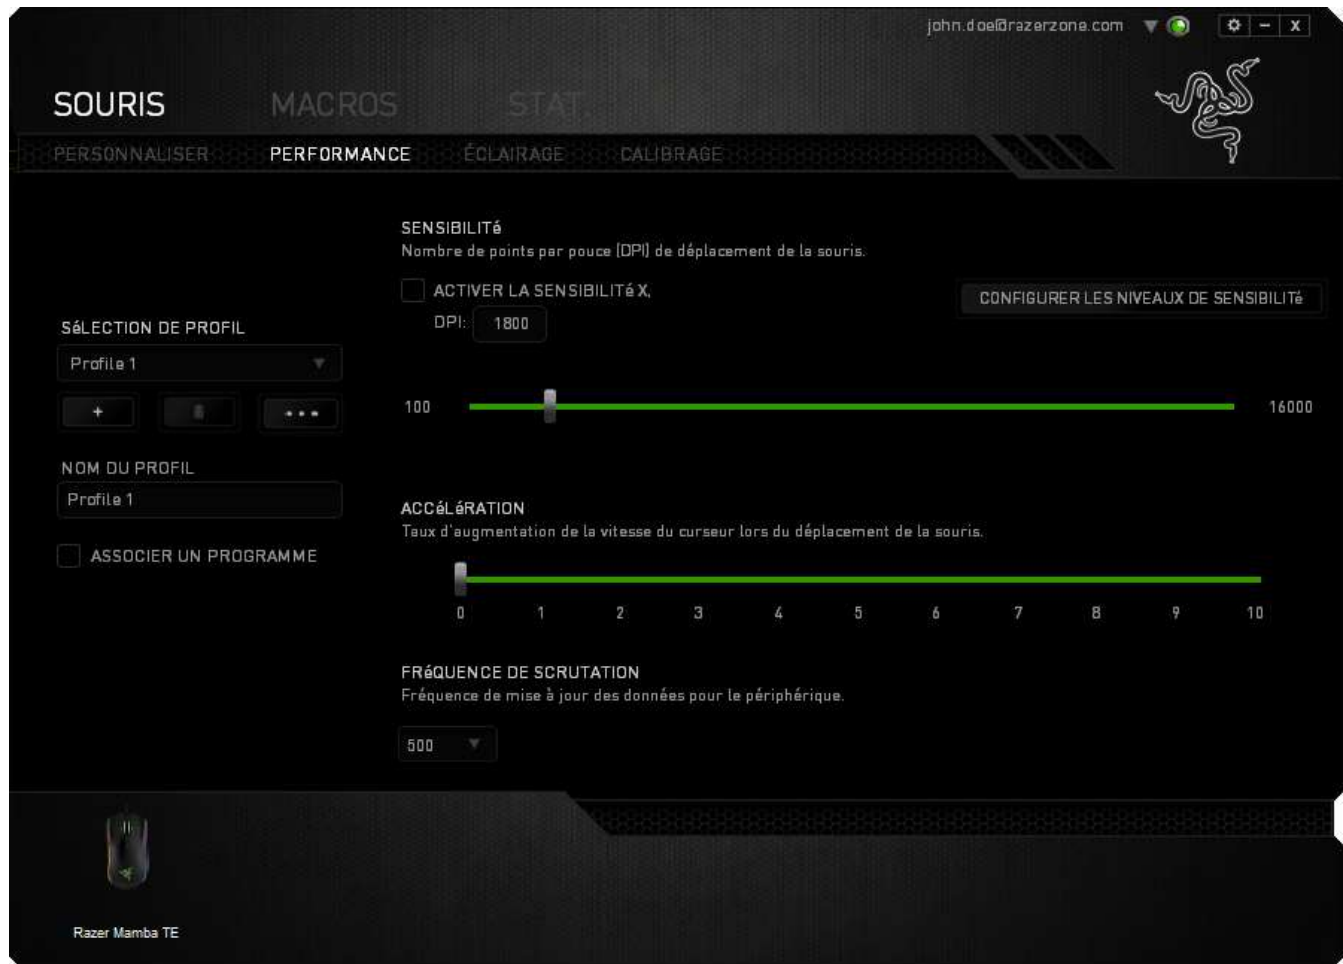 john.doe@razerzone.com
X
SOURIS MACROS STAT.
PERSONNALISER PERFORMANCE ÉCLAIRAGE CALIBRAGE
SéLECTION DE PROFIL
Profile 1
+
NOM DU PROFIL
Profile 1
ASSOCIER UN PROGRAMME
SENSIBILITé
Nombre de points par pouce (DPI) de déplacement de la souris.
ACTIVER LA SENSIBILITé X,
DPI: 1800
CONFIGURER LES NIVEAUX DE SENSIBILITé
100 16000
ACCéLéRATION
Taux d'augmentation de la vitesse du curseur lors du déplacement de la souris.
0 1 2 3 4 5 6 7 8 9 10
FRéQUENCE DE SCRUTATION
Fréquence de mise à jour des données pour le périphérique.
500
Razer Mamba TE